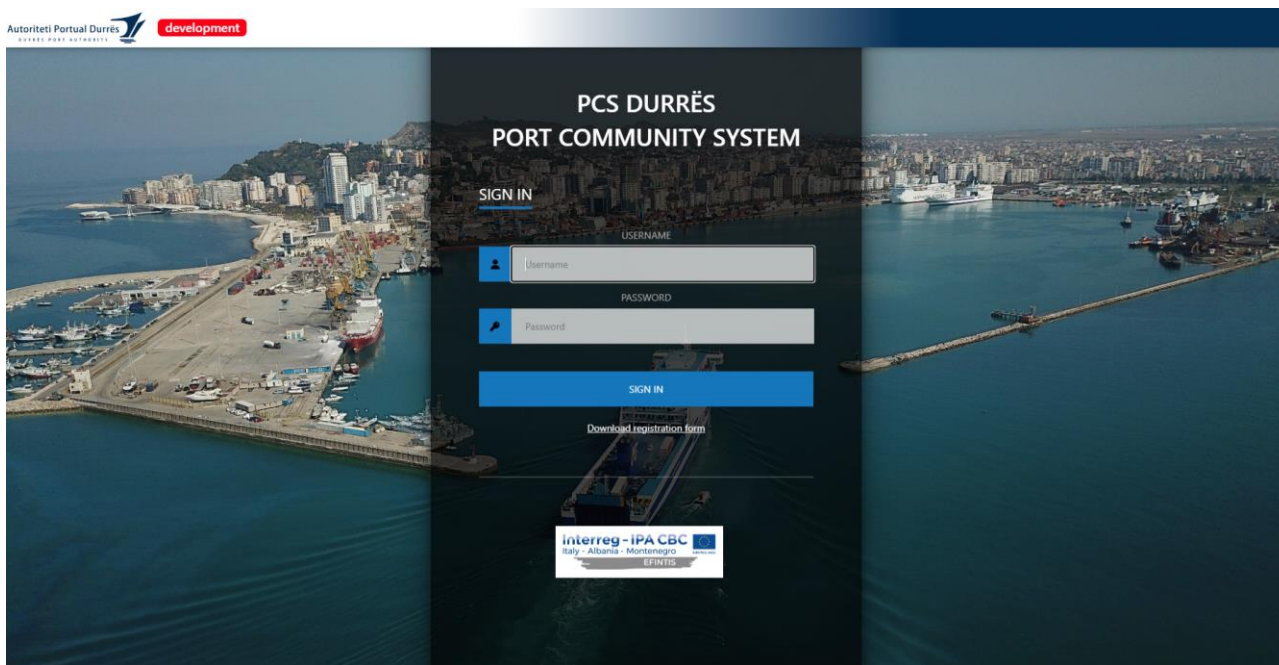 Autoriteti Portual Durrës
DURRËS PORT AUTHORITY
development
PCS DURRËS
PORT COMMUNITY SYSTEM
SIGN IN
USERNAME
Username
PASSWORD
Password
SIGN IN
Download registration form
Interreg - IPA CBC
Italy - Albania - Montenegro
EFINTIS